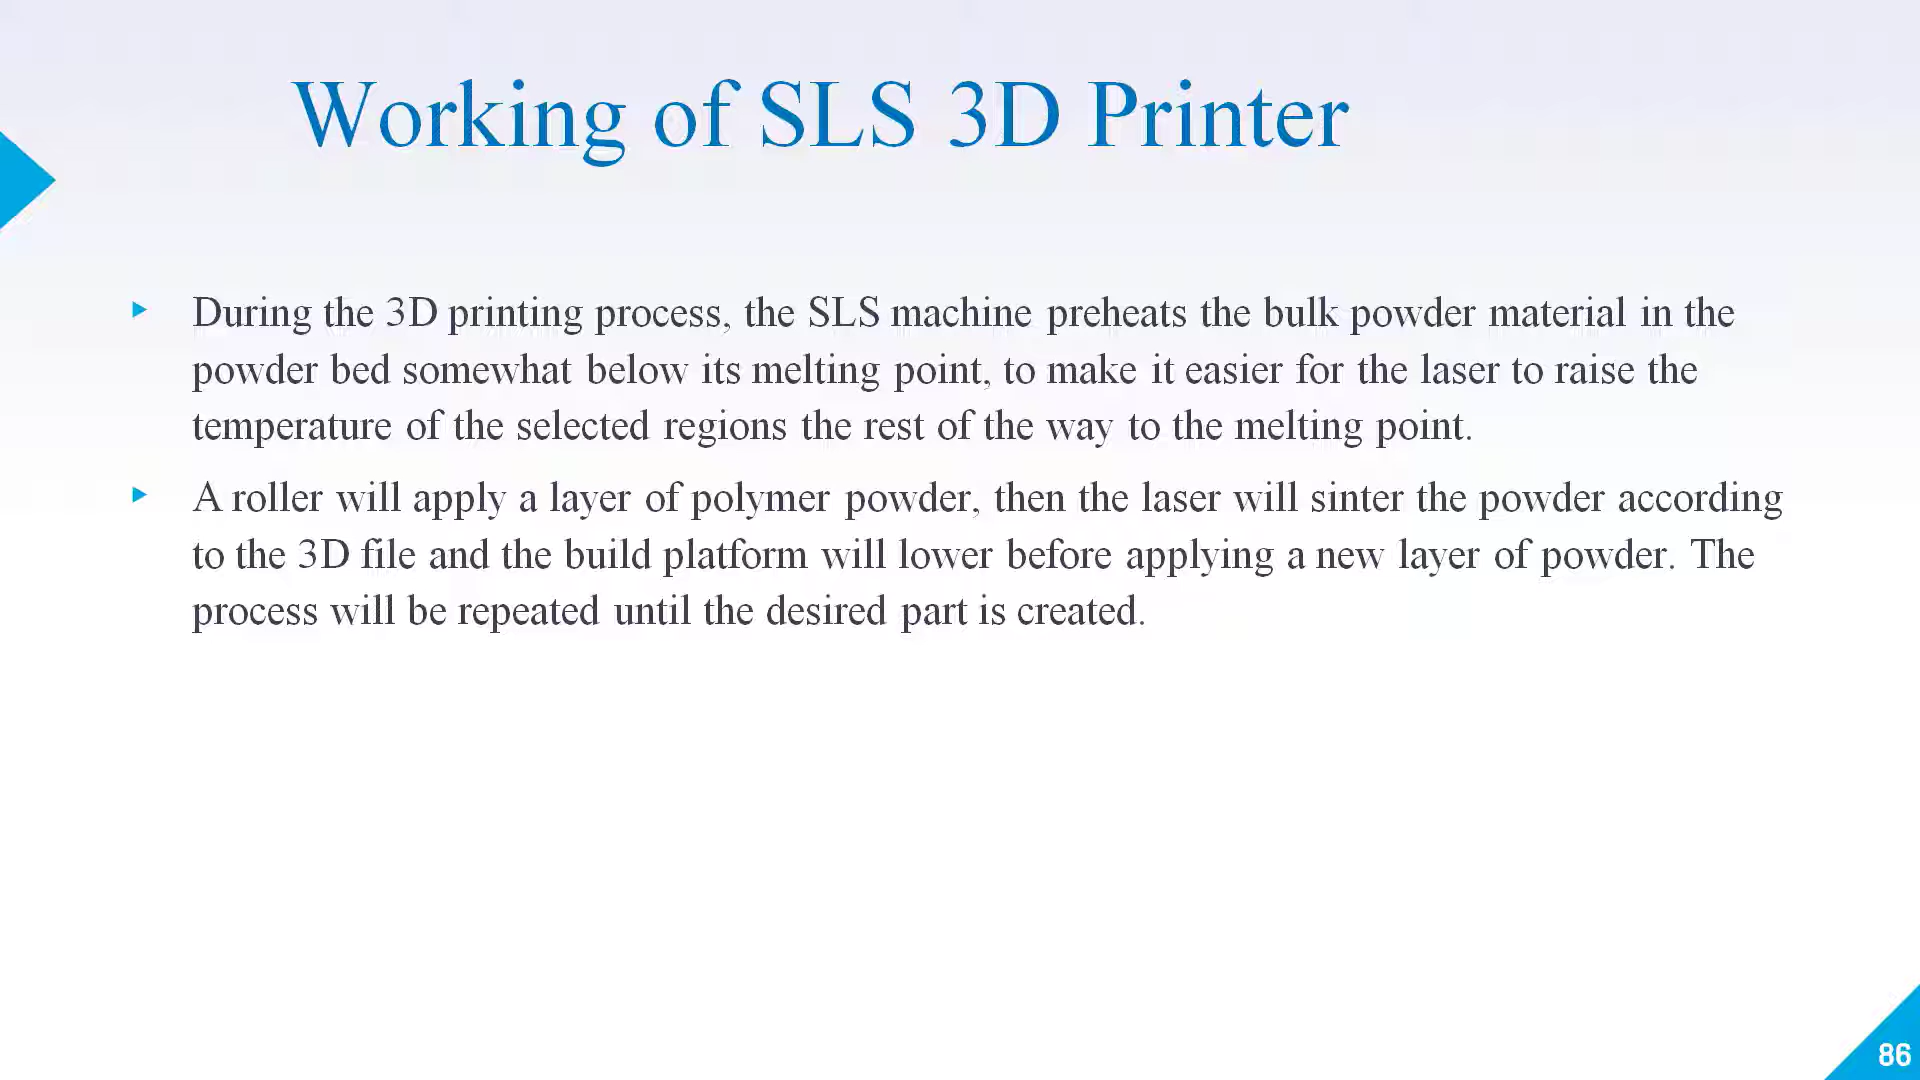 Working of SLS 3D Printer
During the 3D printing process, the SLS machine preheats the bulk powder material in the
powder bed somewhat below its melting point, to make it easier for the laser to raise the
temperature of the selected regions the rest of the way to the melting point.
A roller will apply a layer of polymer powder, then the laser will sinter the powder according
to the 3D file and the build platform will lower before applying a new layer of powder. The
process will be repeated until the desired part is created.
86